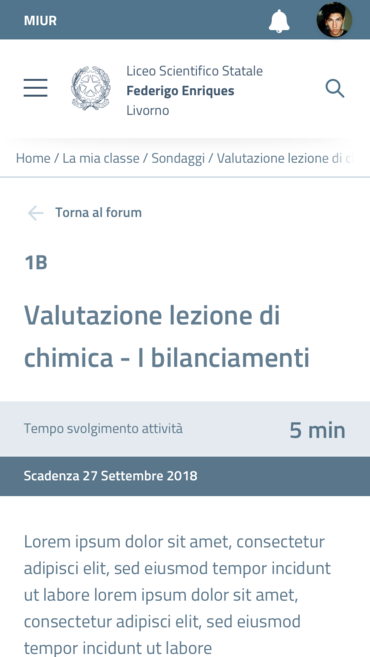 MIUR
Liceo Scientifico Statale
Federigo Enriques
Livorno
Home / La mia classe / Sondaggi / Valutazione lezione di c
Torna al forum
1B
Valutazione lezione di
chimica - I bilanciamenti
Tempo svolgimento attività
5 min
Scadenza 27 Settembre 2018
Lorem ipsum dolor sit amet, consectetur
adipisci elit, sed eiusmod tempor incidunt
ut labore lorem ipsum dolor sit amet,
consectetur adipisci elit, sed eiusmod
tempor incidunt ut labore